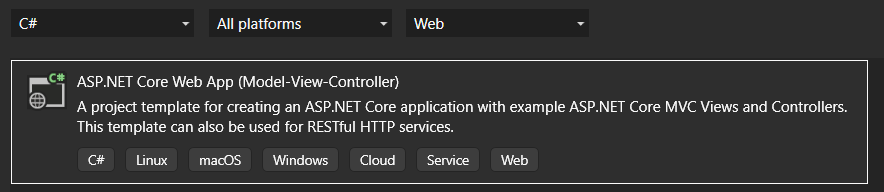 C# All platforms Web
C#
ASP.NET Core Web App (Model-View-Controller)
A project template for creating an ASP.NET Core application with example ASP.NET Core MVC Views and Controllers.
This template can also be used for RESTful HTTP services.
C# Linux macOS Windows Cloud Service Web